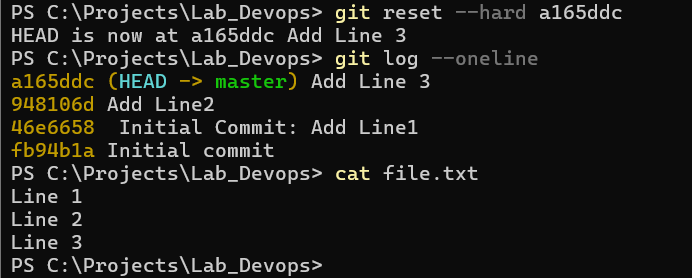 PS C:\Projects\Lab_Devops> git reset --hard a165ddc
HEAD is now at a165ddc Add Line 3
PS C:\Projects\Lab_Devops> git log --oneline
a165ddc (HEAD -> master) Add Line 3
948106d Add Line2
46e6658  Initial Commit: Add Line1
fb94b1a Initial commit
PS C:\Projects\Lab_Devops> cat file.txt
Line 1
Line 2
Line 3
PS C:\Projects\Lab_Devops>